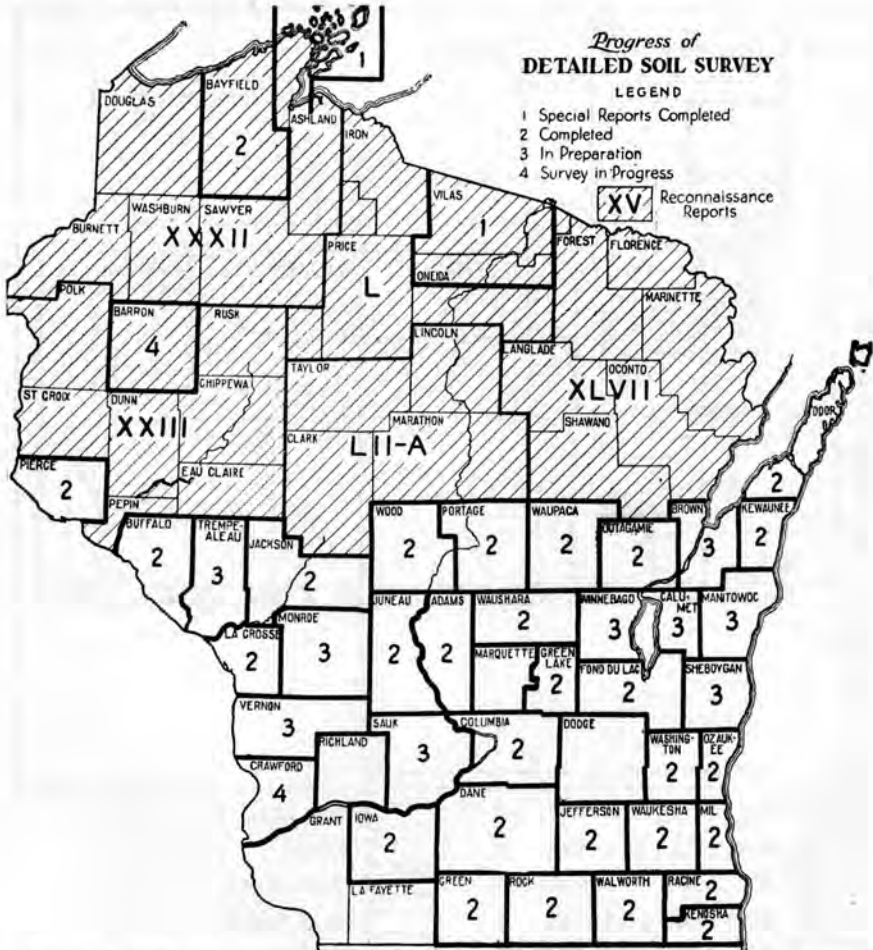 Progress of
DETAILED SOIL SURVEY
LEGEND
1 Special Reports Completed
2 Completed
3 In Preparation
4 Survey in Progress
XV Reconnaissance
Reports
1
DOUGLAS
BAYFIELD
2
ASHLAND
IRON
VILAS
1
BURNETT
WASHBURN
SAWYER
XXXII
PRICE
L
ONEIDA
FOREST
FLORENCE
MARINETTE
POLK
BARRON
4
RUSK
LINCOLN
LANGLADE
TAYLOR
OCONTO
XLVII
ST CROIX
DUNN
CHIPPEWA
XXIII
CLARK
MARATHON
LII-A
SHAWANO
DOOR
2
PIERCE
2
EAU CLAIRE
PEPIN
BUFFALO
2
TREMPE-
ALEAU
3
JACKSON
2
WOOD
2
PORTAGE
2
WAUPACA
2
OUTAGAMIE
2
BROWN
3
KEWAUNEE
2
MONROE
3
LA CROSSE
2
JUNEAU
2
ADAMS
2
WAUSHARA
2
WINNEBAGO
3
CALU-
MET
3
MANITOWOC
3
MARQUETTE
GREEN
LAKE
2
FOND DU LAC
2
SHEBOYGAN
3
VERNON
3
RICHLAND
SAUK
3
COLUMBIA
2
DODGE
WASHING-
TON
2
OZAUK-
EE
2
CRAWFORD
4
GRANT
IOWA
2
DANE
2
JEFFERSON
2
WAUKESHA
2
MIL
2
LA FAYETTE
GREEN
2
ROCK
2
WALWORTH
2
RACINE
2
KENOSHA
2